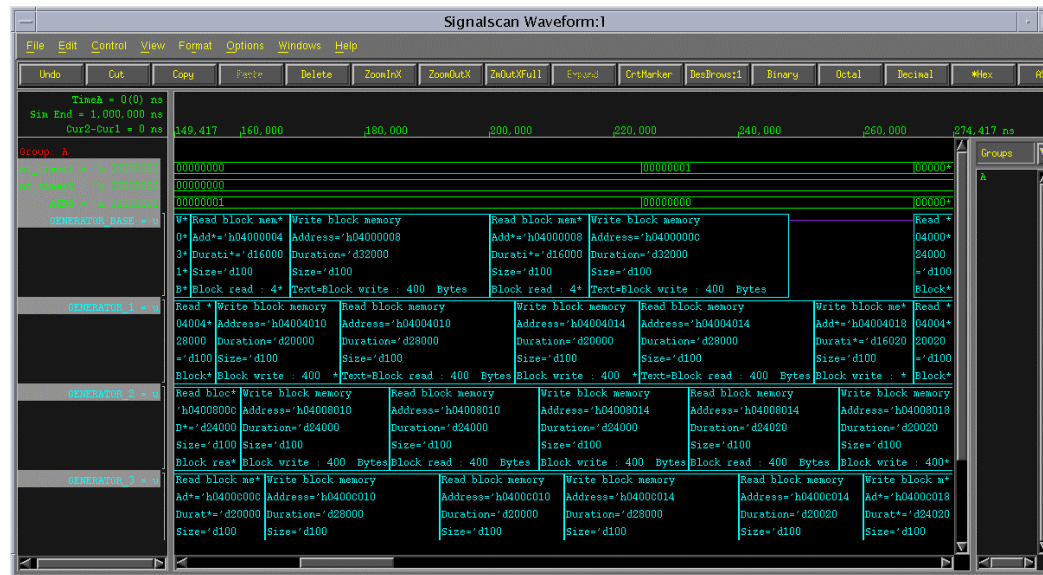 Signalscan Waveform:1
File Edit Control View Format Options Windows Help
Undo Cut Copy Paste Delete ZoomInX ZoomOutX ZmOutXFull Expand CrtMarker DesBrows:1 Binary Octal Decimal *Hex
TimeA = 0(0) ns
Sim End = 1,000,000 ns
Cur2-Cur1 = 0 ns
149,417 160,000 180,000 200,000 220,000 240,000 260,000 274,417 ns
Group: A
Groups
A
00000000 00000001 00000*
00000000
00000001 00000000 00000*
GENERATOR_BASE = u
W* Read block mem* Write block memory Read block mem* Write block memory Read *
0* Add*='h04000004 Address='h04000008 Add*='h04000008 Address='h0400000C 04000*
3* Durati*='d16000 Duration='d32000 Durati*='d16000 Duration='d32000 24000
1* Size='d100 Size='d100 Size='d100 Size='d100 ='d100
B* Block read : 4* Text=Block write : 400 Bytes Block read : 4* Text=Block write : 400 Bytes Block*
GENERATOR_1 = u
Read * Write block memory Read block memory Write block memory Read block memory Write block me* Read *
04004* Address='h04004010 Address='h04004010 Address='h04004014 Address='h04004014 Add*='h04004018 04004*
28000 Duration='d20000 Duration='d28000 Duration='d20000 Duration='d28000 Durati*='d16020 20020
='d100 Size='d100 Size='d100 Size='d100 Size='d100 Size='d100 ='d100
Block* Block write : 400 * Text=Block read : 400 Bytes Block write : 400 * Text=Block read : 400 Bytes Block write : * Block*
GENERATOR_2 = u
Read bloc* Write block memory Read block memory Write block memory Read block memory Write block memory
'h0400800C Address='h04008010 Address='h04008010 Address='h04008014 Address='h04008014 Address='h04008018
D*='d24000 Duration='d24000 Duration='d24000 Duration='d24000 Duration='d24020 Duration='d20020
Size='d100 Size='d100 Size='d100 Size='d100 Size='d100 Size='d100
Block rea* Block write : 400 Bytes Block read : 400 Bytes Block write : 400 Bytes Block read : 400 Bytes Block write : 400*
GENERATOR_3 = u
Read block me* Write block memory Read block memory Write block memory Read block memory Write block m*
Ad*='h0400C00C Address='h0400C010 Address='h0400C010 Address='h0400C014 Address='h0400C014 Ad*='h0400C018
Durat*='d20000 Duration='d28000 Duration='d20000 Duration='d28000 Duration='d20020 Durat*='d24020
Size='d100 Size='d100 Size='d100 Size='d100 Size='d100 Size='d100